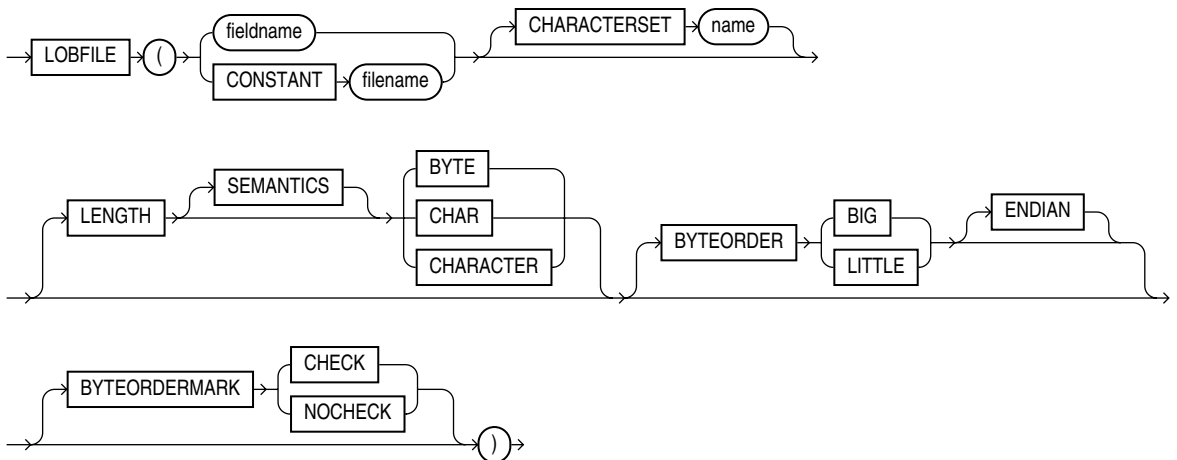 fieldname
CHARACTERSET name
LOBFILE (
CONSTANT filename
BYTE
SEMANTICS
LENGTH CHAR
CHARACTER
BIG ENDIAN
BYTEORDER
LITTLE
CHECK
BYTEORDERMARK
NOCHECK
)